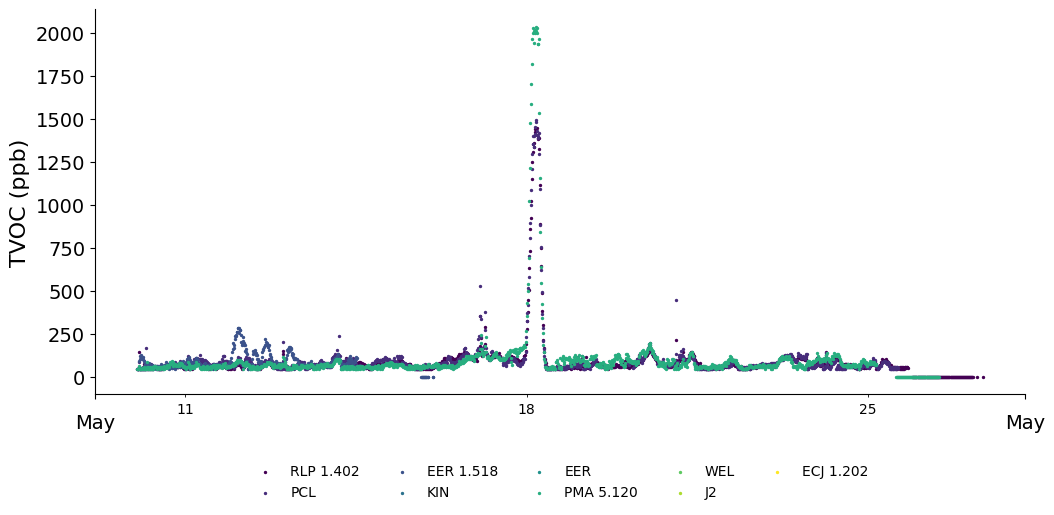 TVOC (ppb)
2000
1750
1500
1250
1000
750
500
250
0
11 18 25
May May
RLP 1.402 EER 1.518 EER WEL ECJ 1.202
PCL KIN PMA 5.120 J2